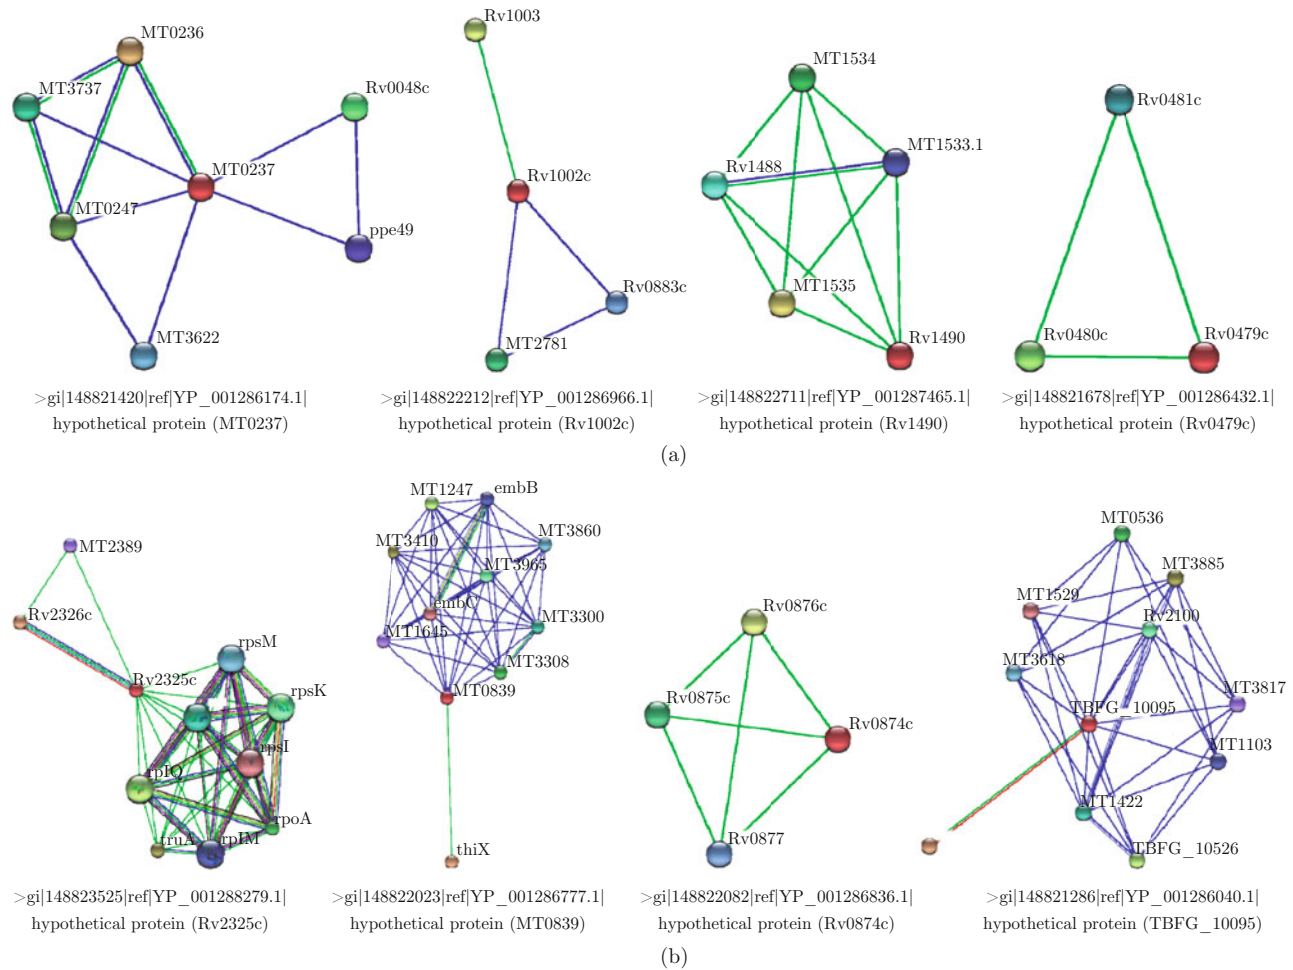 MT0236
MT3737
Rv0048c
MT0237
MT0247
ppe49
MT3622
>gi|148821420|ref|YP_001286174.1|
hypothetical protein (MT0237)
Rv1003
Rv1002c
Rv0883c
MT2781
>gi|148822212|ref|YP_001286966.1|
hypothetical protein (Rv1002c)
MT1534
MT1533.1
Rv1488
MT1535
Rv1490
>gi|148822711|ref|YP_001287465.1|
hypothetical protein (Rv1490)
Rv0481c
Rv0480c
Rv0479c
>gi|148821678|ref|YP_001286432.1|
hypothetical protein (Rv0479c)
(a)
MT2389
Rv2326c
rpsM
Rv2325c
rpsK
rpsI
rpIQ
rpoA
truA
rpIM
>gi|148823525|ref|YP_001288279.1|
hypothetical protein (Rv2325c)
MT1247
embB
MT3410
MT3860
MT3965
embC
MT3300
MT1645
MT3308
MT0839
thiX
>gi|148822023|ref|YP_001286777.1|
hypothetical protein (MT0839)
Rv0876c
Rv0875c
Rv0874c
Rv0877
>gi|148822082|ref|YP_001286836.1|
hypothetical protein (Rv0874c)
MT0536
MT3885
MT1529
Rv2100
MT3618
MT3817
TBFG_10095
MT1103
MT1422
TBFG_10526
>gi|148821286|ref|YP_001286040.1|
hypothetical protein (TBFG_10095)
(b)